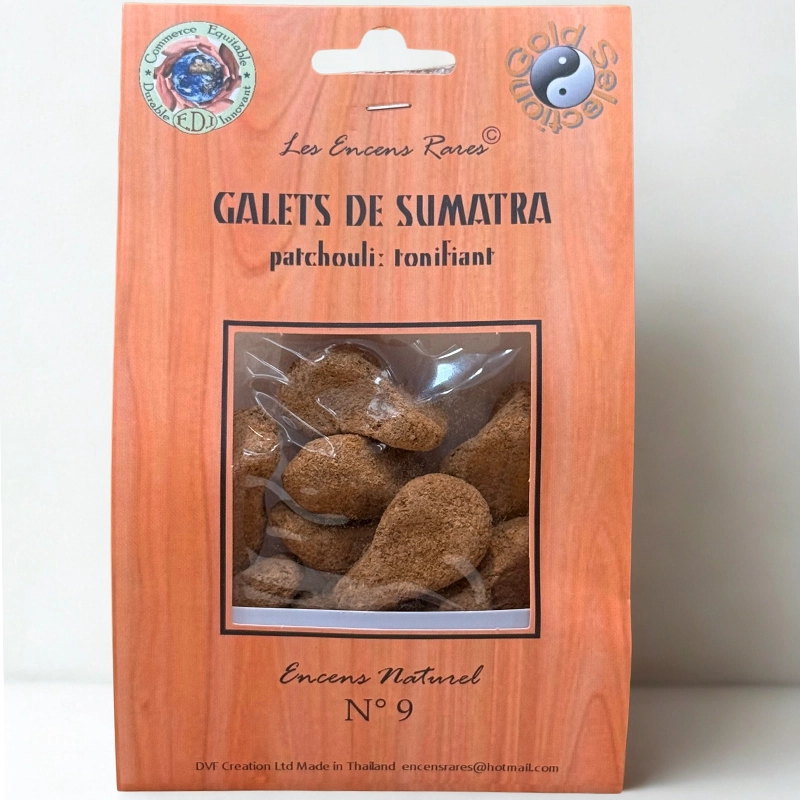 Commerce Equitable
Durable E.D.I Innovant
Gold Selection
Les Encens Rares©
GALETS DE SUMATRA
patchouli: tonifiant
Encens Naturel
N° 9
DVF Creation Ltd Made in Thailand encensrares@hotmail.com